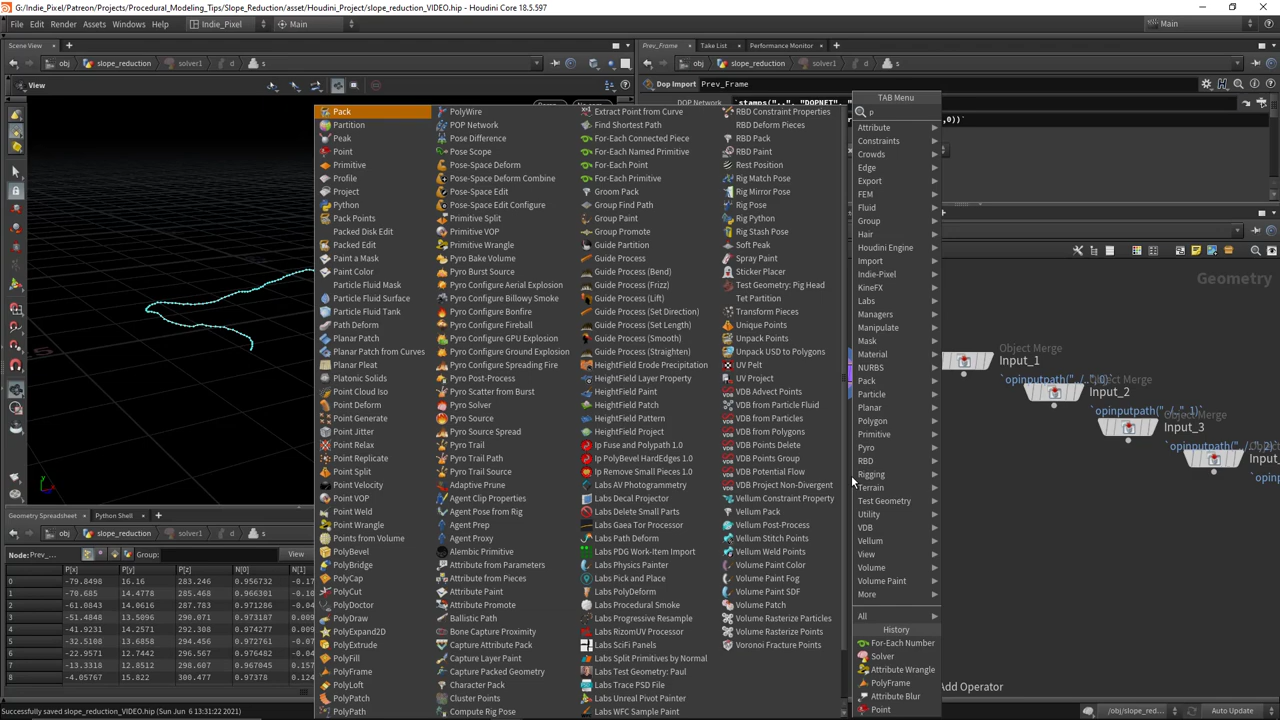 G:/Indie_Pixel/Patreon/Projects/Procedural_Modeling_Tips/Slope_Reduction/asset/Houdini_Project/slope_reduction_VIDEO.hip - Houdini Core 18.5.597
File Edit Render Assets Windows Help Indie_Pixel Main Main
Scene View Prev_Frame Take List Performance Monitor
obj slope_reduction solver1 d s obj slope_reduction solver1 d s
View Dop Import Prev_Frame
DOP Network `stamps("..", "DOPNET",
,0))`
TAB Menu
p
Pack
Partition
Peak
Point
Primitive
Profile
Project
Python
Pack Points
Packed Disk Edit
Packed Edit
Paint a Mask
Paint Color
Particle Fluid Mask
Particle Fluid Surface
Particle Fluid Tank
Path Deform
Planar Patch
Planar Patch from Curves
Planar Pleat
Platonic Solids
Point Cloud Iso
Point Deform
Point Generate
Point Jitter
Point Relax
Point Replicate
Point Split
Point Velocity
Point VOP
Point Weld
Point Wrangle
Points from Volume
PolyBevel
PolyBridge
PolyCap
PolyCut
PolyDoctor
PolyDraw
PolyExpand2D
PolyExtrude
PolyFill
PolyFrame
PolyLoft
PolyPatch
PolyPath
PolyWire
POP Network
Pose Difference
Pose Scope
Pose-Space Deform
Pose-Space Deform Combine
Pose-Space Edit
Pose-Space Edit Configure
Primitive Split
Primitive VOP
Primitive Wrangle
Pyro Bake Volume
Pyro Burst Source
Pyro Configure Aerial Explosion
Pyro Configure Billowy Smoke
Pyro Configure Bonfire
Pyro Configure Fireball
Pyro Configure GPU Explosion
Pyro Configure Ground Explosion
Pyro Configure Spreading Fire
Pyro Post-Process
Pyro Scatter from Burst
Pyro Solver
Pyro Source
Pyro Source Spread
Pyro Trail
Pyro Trail Path
Pyro Trail Source
Adaptive Prune
Agent Clip Properties
Agent Pose from Rig
Agent Prep
Agent Proxy
Alembic Primitive
Attribute from Parameters
Attribute from Pieces
Attribute Paint
Attribute Promote
Ballistic Path
Bone Capture Proximity
Capture Attribute Pack
Capture Layer Paint
Capture Packed Geometry
Character Pack
Cluster Points
Compute Rig Pose
Extract Point from Curve
Find Shortest Path
For-Each Connected Piece
For-Each Named Primitive
For-Each Point
For-Each Primitive
Groom Pack
Group Find Path
Group Paint
Group Promote
Guide Partition
Guide Process
Guide Process (Bend)
Guide Process (Frizz)
Guide Process (Lift)
Guide Process (Set Direction)
Guide Process (Set Length)
Guide Process (Smooth)
Guide Process (Straighten)
HeightField Erode Precipitation
HeightField Layer Property
HeightField Paint
HeightField Patch
HeightField Pattern
HeightField Project
Ip Fuse and Polypath 1.0
Ip PolyBevel HardEdges 1.0
Ip Remove Small Pieces 1.0
Labs AV Photogrammetry
Labs Decal Projector
Labs Delete Small Parts
Labs Gaea Tor Processor
Labs Path Deform
Labs PDG Work-Item Import
Labs Physics Painter
Labs Pick and Place
Labs PolyDeform
Labs Procedural Smoke
Labs Progressive Resample
Labs RizomUV Processor
Labs SciFi Panels
Labs Split Primitives by Normal
Labs Test Geometry: Paul
Labs Trace PSD File
Labs Unreal Pivot Painter
Labs WFC Sample Paint
RBD Constraint Properties
RBD Deform Pieces
RBD Pack
RBD Paint
Rest Position
Rig Match Pose
Rig Mirror Pose
Rig Pose
Rig Python
Rig Stash Pose
Soft Peak
Spray Paint
Sticker Placer
Test Geometry: Pig Head
Tet Partition
Transform Pieces
Unique Points
Unpack Points
Unpack USD to Polygons
UV Pelt
UV Project
VDB Advect Points
VDB from Particle Fluid
VDB from Particles
VDB from Polygons
VDB Points Delete
VDB Points Group
VDB Potential Flow
VDB Project Non-Divergent
Vellum Constraint Property
Vellum Pack
Vellum Post-Process
Vellum Stitch Points
Vellum Weld Points
Volume Paint Color
Volume Paint Fog
Volume Paint SDF
Volume Patch
Volume Rasterize Particles
Volume Rasterize Points
Voronoi Fracture Points
Attribute
Constraints
Crowds
Edge
Export
FEM
Fluid
Group
Hair
Houdini Engine
Import
Indie-Pixel
KineFX
Labs
Managers
Manipulate
Mask
Material
NURBS
Pack
Particle
Planar
Polygon
Primitive
Pyro
RBD
Rigging
Terrain
Test Geometry
Utility
VDB
Vellum
View
Volume
Volume Paint
More
All
History
For-Each Number
Solver
Attribute Wrangle
PolyFrame
Attribute Blur
Point
Geometry
Object Merge
Input_1
`opinputpath("../..", 0)`
Input_2
`opinputpath("../..", 1)`
Input_3
`opinputpath("../..", 2)`
Add Operator
Geometry Spreadsheet Python Shell
obj slope_reduction solver1 d s
Node: Prev_... Group: View
P[x] P[y] P[z] N[0] N[1]
0 -79.8498 16.16 283.246 0.956732
1 -70.685 14.4778 285.468 0.966301
2 -61.0843 14.0616 287.783 0.971286
3 -51.4848 13.5096 290.071
4 -41.9231 14.2571 292.308
5 -32.5108 13.6858 294.456 0.972761
6 -22.9571 12.7442 296.567
7 -13.3318 12.8512 298.607
8 -4.05767 15.822 300.477
Successfully saved slope_reduction_VIDEO.hip (Sun Jun 6 13:31:22 2021)
/obj/slope_red... Auto Update